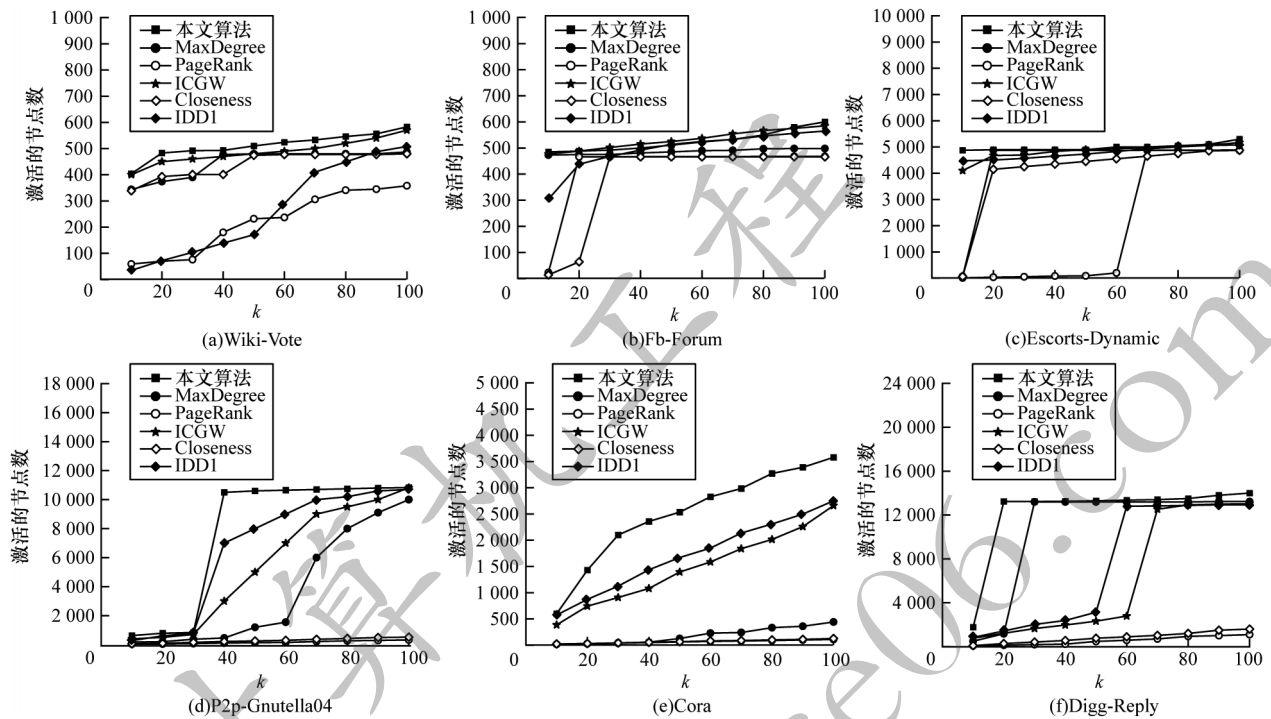 1 000
900
800
700
600
500
400
300
200
100
0
20
40
60
80
100
激活的节点数
k
本文算法
MaxDegree
PageRank
ICGW
Closeness
IDD1
(a)Wiki-Vote
1 000
900
800
700
600
500
400
300
200
100
0
20
40
60
80
100
激活的节点数
k
本文算法
MaxDegree
PageRank
ICGW
Closeness
IDD1
(b)Fb-Forum
10 000
9 000
8 000
7 000
6 000
5 000
4 000
3 000
2 000
1 000
0
20
40
60
80
100
激活的节点数
k
本文算法
MaxDegree
PageRank
ICGW
Closeness
IDD1
(c)Escorts-Dynamic
18 000
16 000
14 000
12 000
10 000
8 000
6 000
4 000
2 000
0
20
40
60
80
100
激活的节点数
k
本文算法
MaxDegree
PageRank
ICGW
Closeness
IDD1
(d)P2p-Gnutella04
5 000
4 500
4 000
3 500
3 000
2 500
2 000
1 500
1 000
500
0
20
40
60
80
100
激活的节点数
k
本文算法
MaxDegree
PageRank
ICGW
Closeness
IDD1
(e)Cora
24 000
20 000
16 000
12 000
8 000
4 000
0
20
40
60
80
100
激活的节点数
k
本文算法
MaxDegree
PageRank
ICGW
Closeness
IDD1
(f)Digg-Reply
算机工程
e06.com